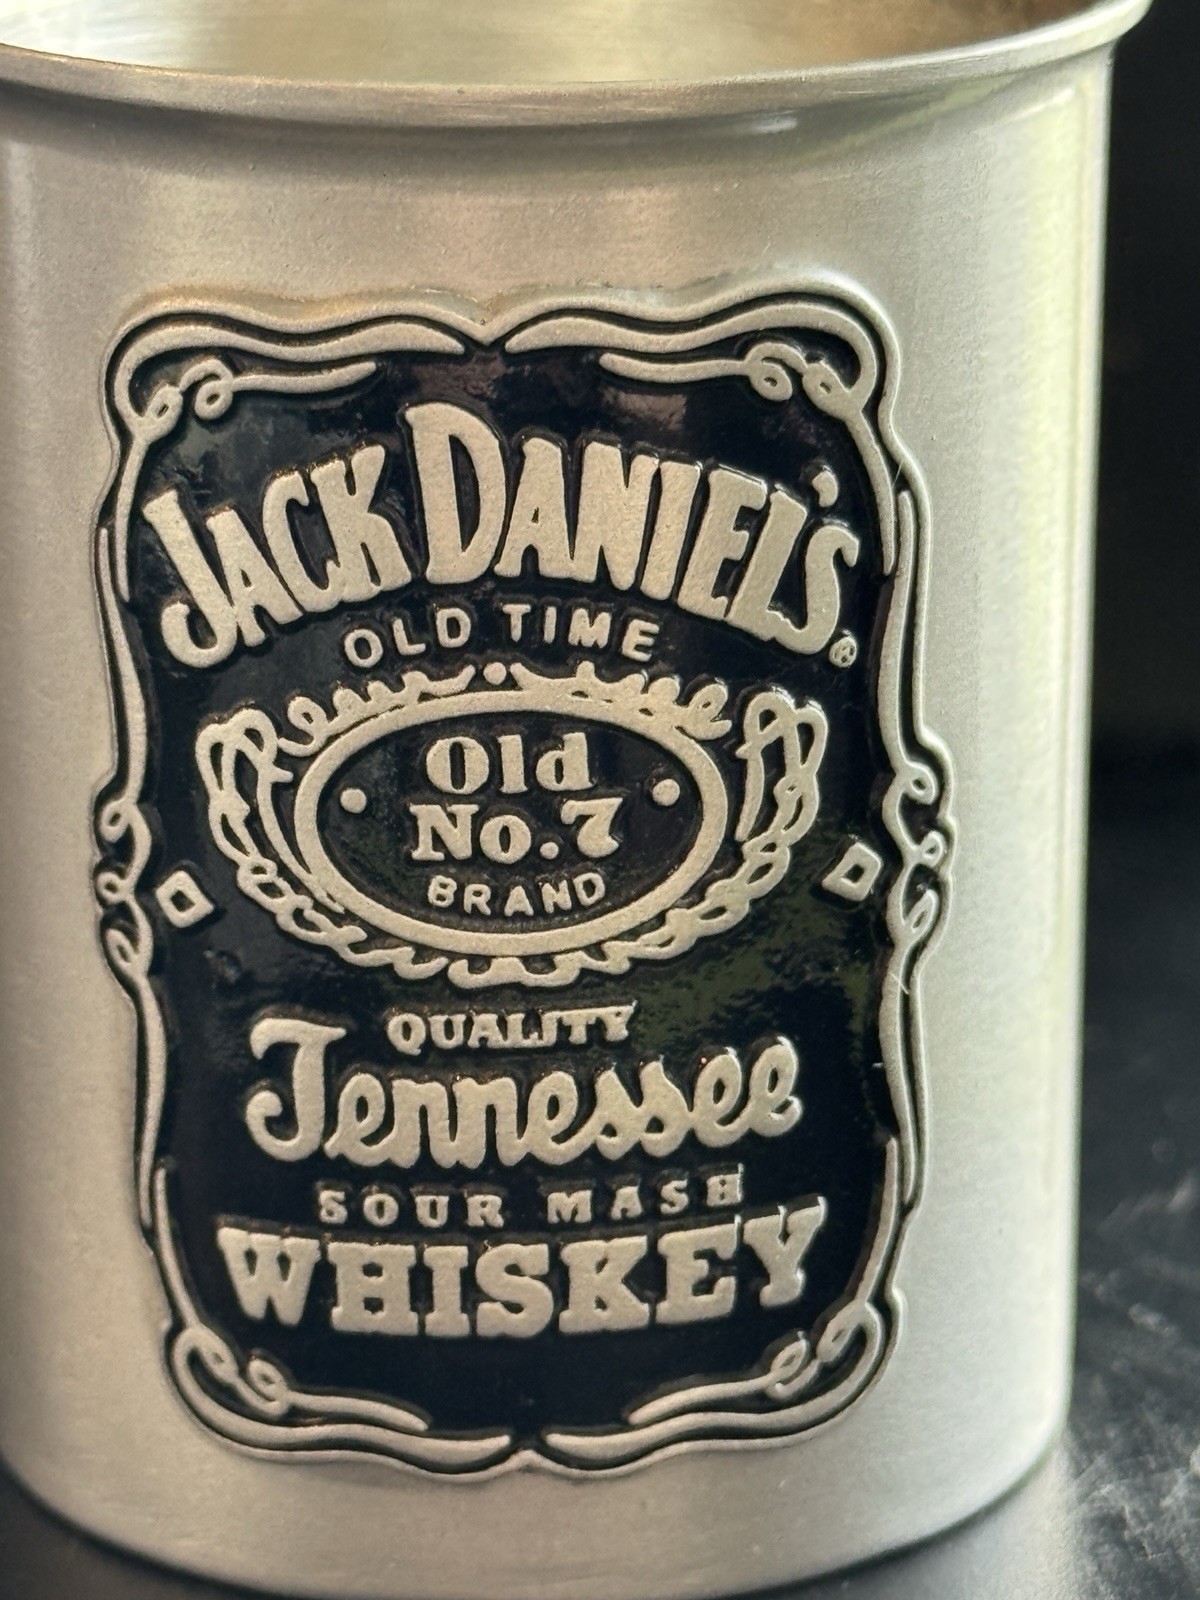 JACK DANIEL'S®
OLD TIME
Old
No. 7
BRAND
QUALITY
Tennessee
SOUR MASH
WHISKEY